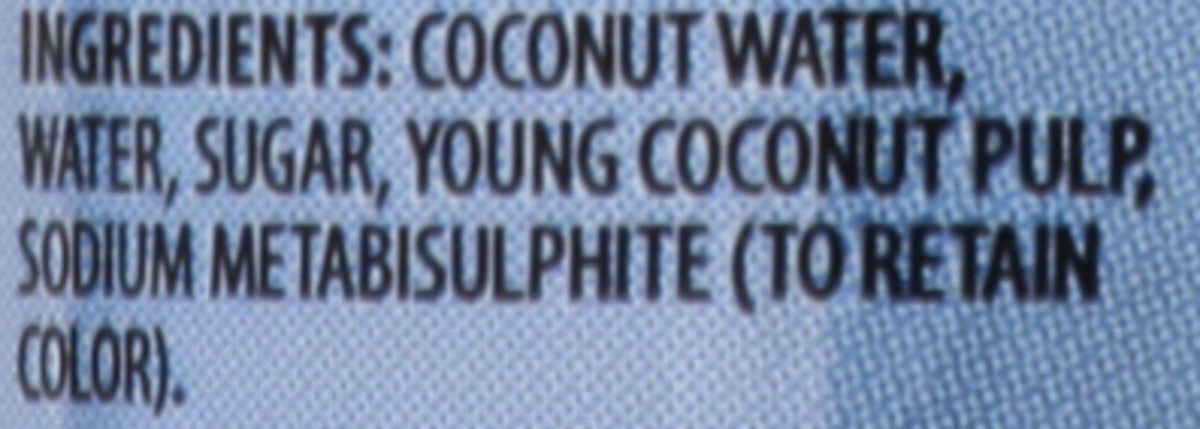 INGREDIENTS: COCONUT WATER,
WATER, SUGAR, YOUNG COCONUT PULP,
SODIUM METABISULPHITE (TO RETAIN
COLOR).